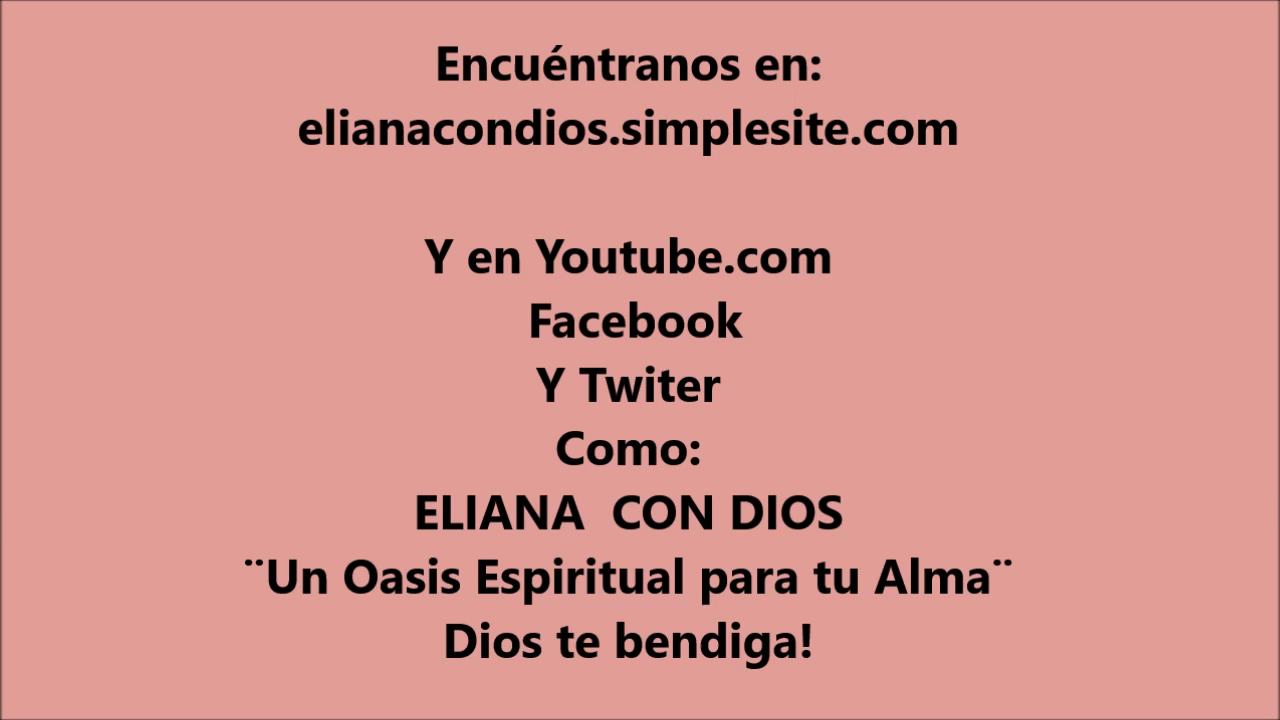 Encuéntranos en:
elianacondios.simplesite.com
Y en Youtube.com
Facebook
Y Twiter
Como:
ELIANA  CON DIOS
¨Un Oasis Espiritual para tu Alma¨
Dios te bendiga!